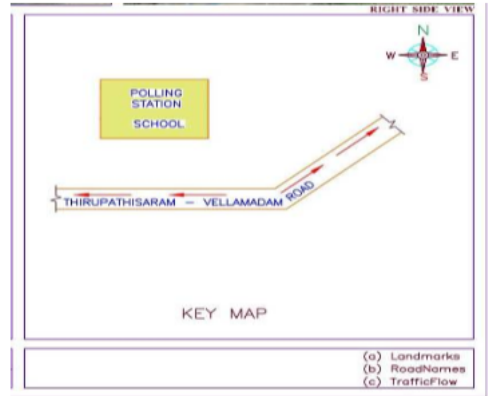 RIGHT SIDE VIEW
N
W E
S
POLLING
STATION
SCHOOL
THIRUPATHISARAM - VELLAMADAM ROAD
KEY MAP
(a) Landmarks
(b) RoadNames
(c) TrafficFlow